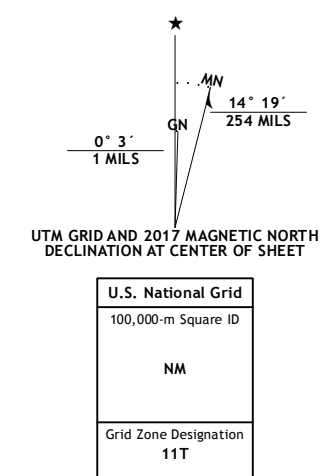 ★
MN
GN
14° 19´
254 MILS
0° 3´
1 MILS
UTM GRID AND 2017 MAGNETIC NORTH
DECLINATION AT CENTER OF SHEET
U.S. National Grid
100,000-m Square ID
NM
Grid Zone Designation
11T